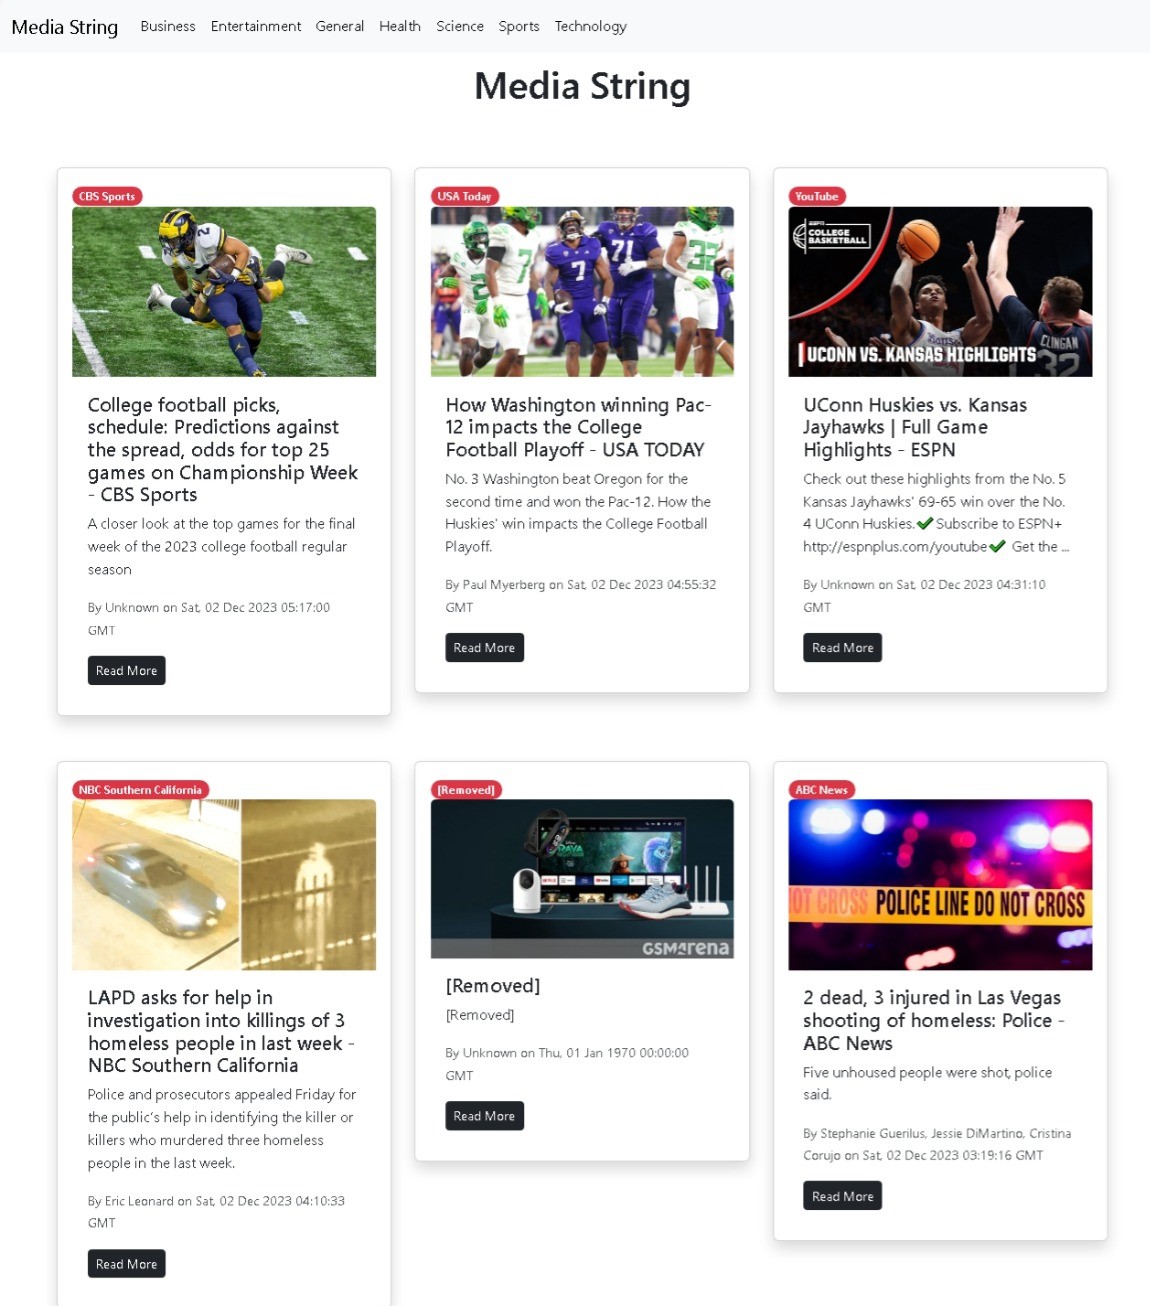 Media String Business Entertainment General Health Science Sports Technology
Media String
CBS Sports
2
College football picks,
schedule: Predictions against
the spread, odds for top 25
games on Championship Week
- CBS Sports
A closer look at the top games for the final
week of the 2023 college football regular
season
By Unknown on Sat, 02 Dec 2023 05:17:00
GMT
Read More
USA Today
2 7 7 71 32
How Washington winning Pac-
12 impacts the College
Football Playoff - USA TODAY
No. 3 Washington beat Oregon for the
second time and won the Pac-12. How the
Huskies' win impacts the College Football
Playoff.
By Paul Myerberg on Sat, 02 Dec 2023 04:55:32
GMT
Read More
YouTube
ESPN
COLLEGE
BASKETBALL
CLINGAN
32
UCONN VS. KANSAS HIGHLIGHTS
UConn Huskies vs. Kansas
Jayhawks | Full Game
Highlights - ESPN
Check out these highlights from the No. 5
Kansas Jayhawks' 69-65 win over the No.
4 UConn Huskies.✔️Subscribe to ESPN+
http://espnplus.com/youtube✔️ Get the ...
By Unknown on Sat, 02 Dec 2023 04:31:10
GMT
Read More
NBC Southern California
LAPD asks for help in
investigation into killings of 3
homeless people in last week -
NBC Southern California
Police and prosecutors appealed Friday for
the public's help in identifying the killer or
killers who murdered three homeless
people in the last week.
By Eric Leonard on Sat, 02 Dec 2023 04:10:33
GMT
Read More
[Removed]
RAYA
GSMArena
[Removed]
[Removed]
By Unknown on Thu, 01 Jan 1970 00:00:00
GMT
Read More
ABC News
NOT CROSS POLICE LINE DO NOT CROSS
2 dead, 3 injured in Las Vegas
shooting of homeless: Police -
ABC News
Five unhoused people were shot, police
said.
By Stephanie Guerilus, Jessie DiMartino, Cristina
Corujo on Sat, 02 Dec 2023 03:19:16 GMT
Read More